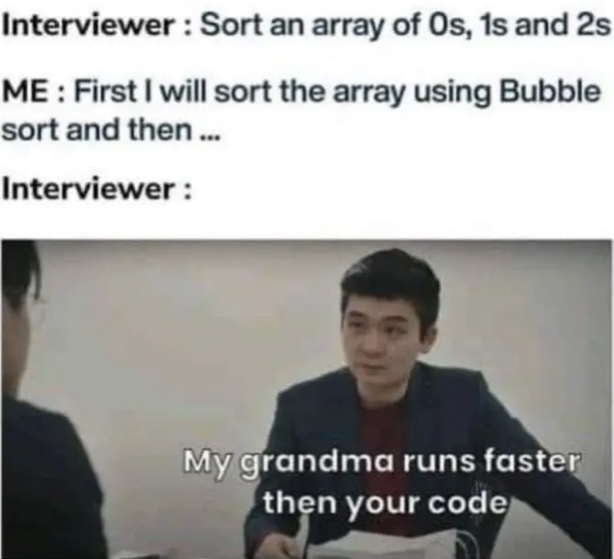 Interviewer : Sort an array of 0s, 1s and 2s
ME : First I will sort the array using Bubble
sort and then ...
Interviewer :
My grandma runs faster
then your code